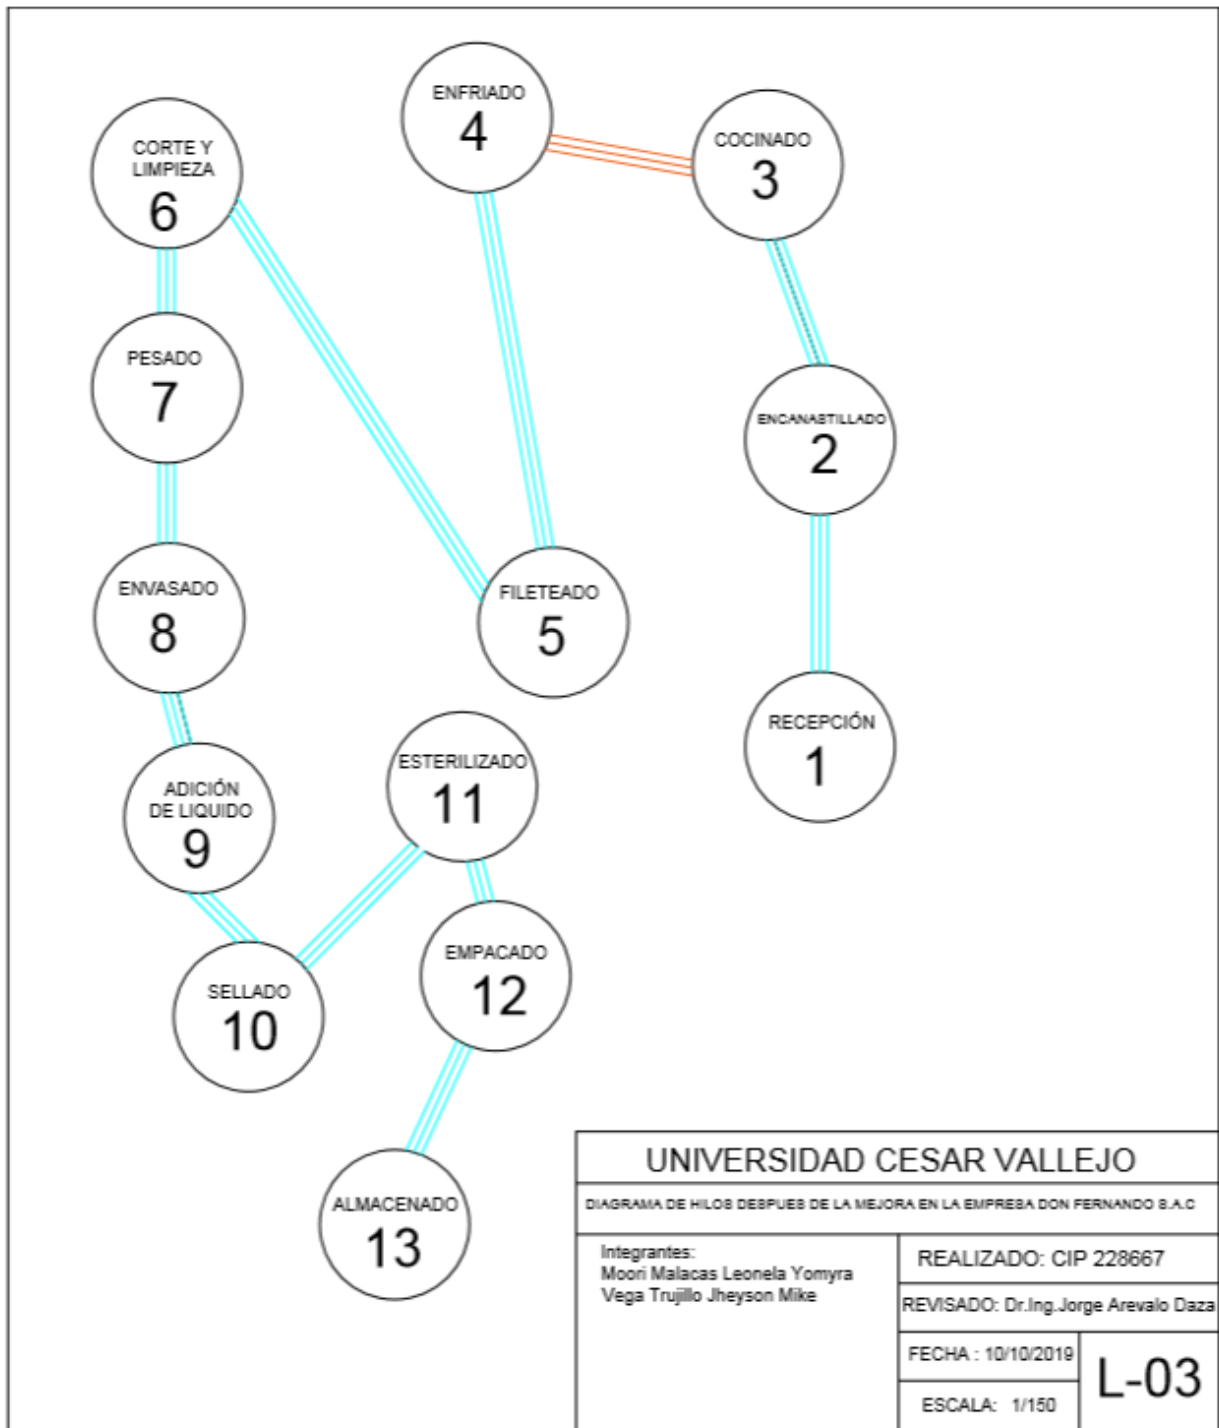 ENFRIADO
4
COCINADO
3
CORTE Y
LIMPIEZA
6
PESADO
7
ENCANASTILLADO
2
ENVASADO
8
FILETEADO
5
RECEPCIÓN
1
ESTERILIZADO
11
ADICIÓN
DE LIQUIDO
9
EMPACADO
12
SELLADO
10
ALMACENADO
13
UNIVERSIDAD CESAR VALLEJO
DIAGRAMA DE HILOS DESPUES DE LA MEJORA EN LA EMPRESA DON FERNANDO S.A.C
Integrantes:
Moori Malacas Leonela Yomyra
Vega Trujillo Jheyson Mike
REALIZADO: CIP 228667
REVISADO: Dr.Ing.Jorge Arevalo Daza
FECHA : 10/10/2019
ESCALA: 1/150
L-03